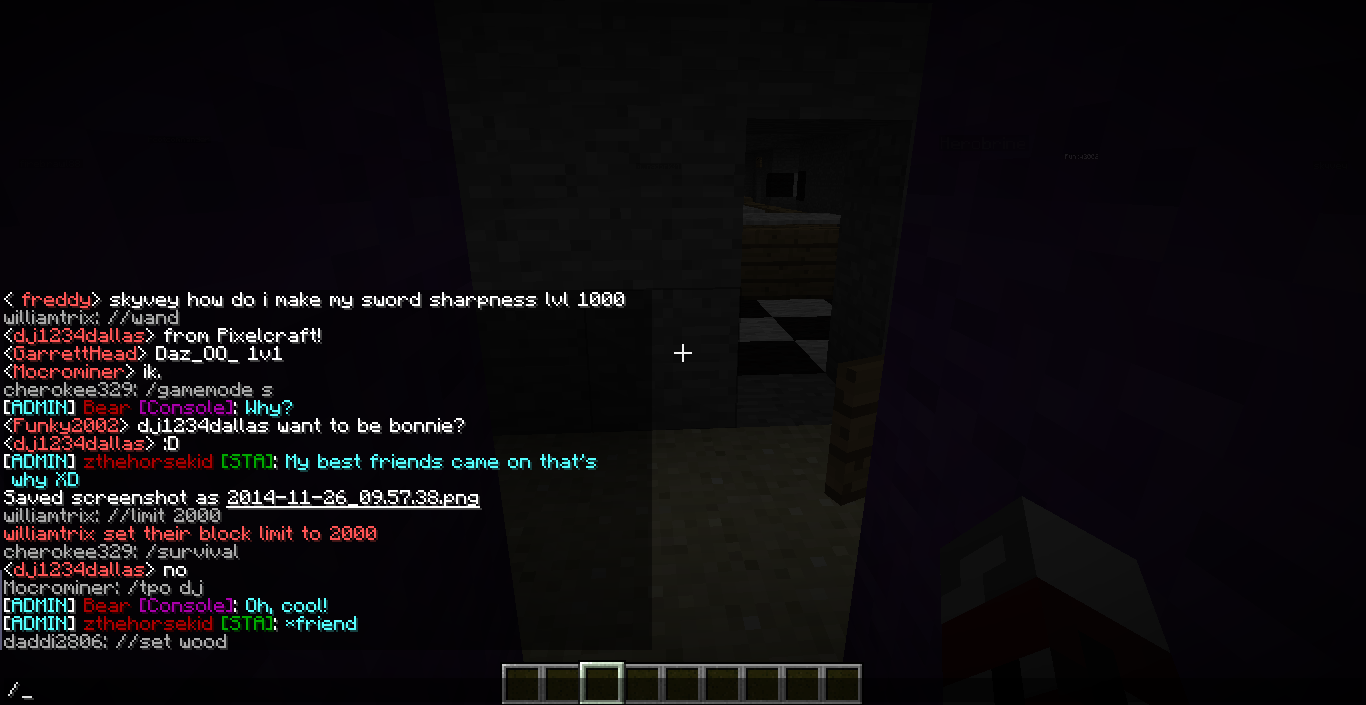 < freddy> skyvey how do i make my sword sharpness lvl 1000
williamtrix: //wand
<dj1234dallas> from Pixelcraft!
<GarrettHead> Daz_OO_ 1v1
<Mocrominer> ik.
cherokee329: /gamemode s
[ADMIN] Bear [Console]: Why?
<Funky2002> dj1234dallas want to be bonnie?
<dj1234dallas> :D
[ADMIN] zthehorsekid [STA]: My best friends came on that's
why XD
Saved screenshot as 2014-11-26_09.57.38.png
williamtrix: //limit 2000
williamtrix set their block limit to 2000
cherokee329: /survival
<dj1234dallas> no
Mocrominer: /tpo dj
[ADMIN] Bear [Console]: Oh, cool!
[ADMIN] zthehorsekid [STA]: *friend
daddi2806: //set wood
/_